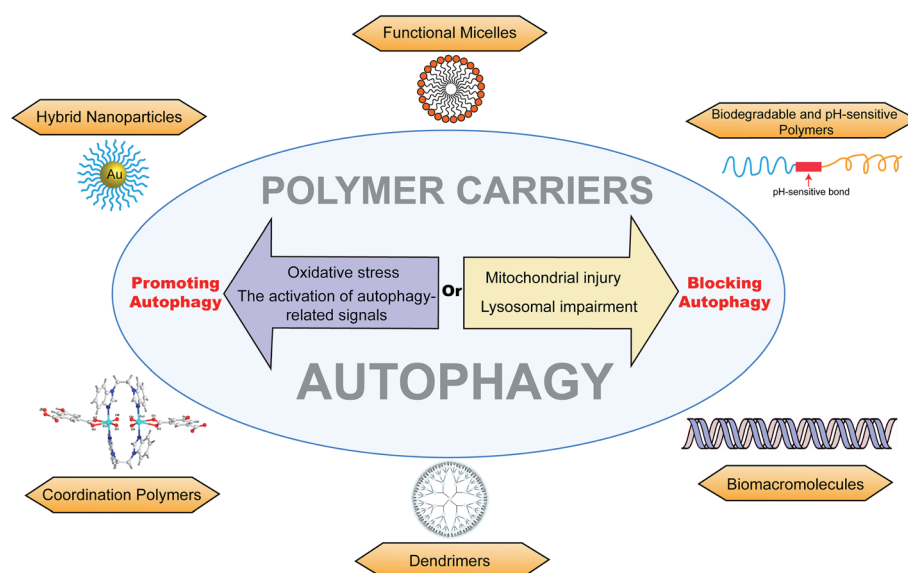 Functional Micelles
Hybrid Nanoparticles
Au
Biodegradable and pH-sensitive
Polymers
pH-sensitive bond
POLYMER CARRIERS
Promoting
Autophagy
Oxidative stress
The activation of autophagy-
related signals
Or
Mitochondrial injury
Lysosomal impairment
Blocking
Autophagy
AUTOPHAGY
Coordination Polymers
Dendrimers
Biomacromolecules